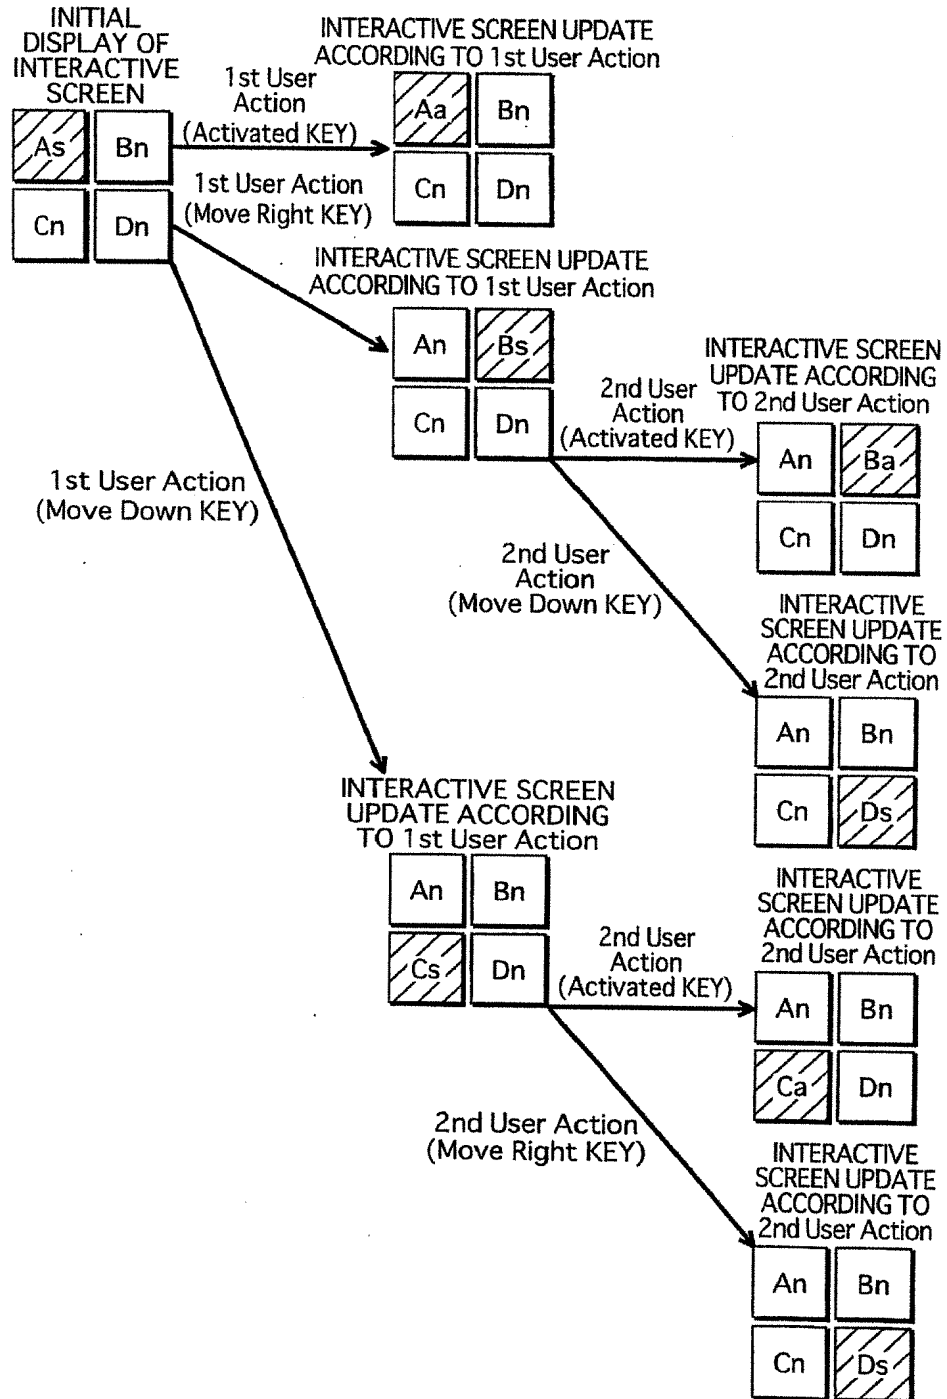 INITIAL
DISPLAY OF
INTERACTIVE
SCREEN
As Bn
Cn Dn
1st User
Action
(Activated KEY)
INTERACTIVE SCREEN UPDATE
ACCORDING TO 1st User Action
Aa Bn
Cn Dn
1st User Action
(Move Right KEY)
INTERACTIVE SCREEN UPDATE
ACCORDING TO 1st User Action
An Bs
Cn Dn
2nd User
Action
(Activated KEY)
INTERACTIVE SCREEN
UPDATE ACCORDING
TO 2nd User Action
An Ba
Cn Dn
1st User Action
(Move Down KEY)
2nd User
Action
(Move Down KEY)
INTERACTIVE
SCREEN UPDATE
ACCORDING TO
2nd User Action
An Bn
Cn Ds
INTERACTIVE SCREEN
UPDATE ACCORDING
TO 1st User Action
An Bn
Cs Dn
2nd User
Action
(Activated KEY)
INTERACTIVE
SCREEN UPDATE
ACCORDING TO
2nd User Action
An Bn
Ca Dn
2nd User Action
(Move Right KEY)
INTERACTIVE
SCREEN UPDATE
ACCORDING TO
2nd User Action
An Bn
Cn Ds